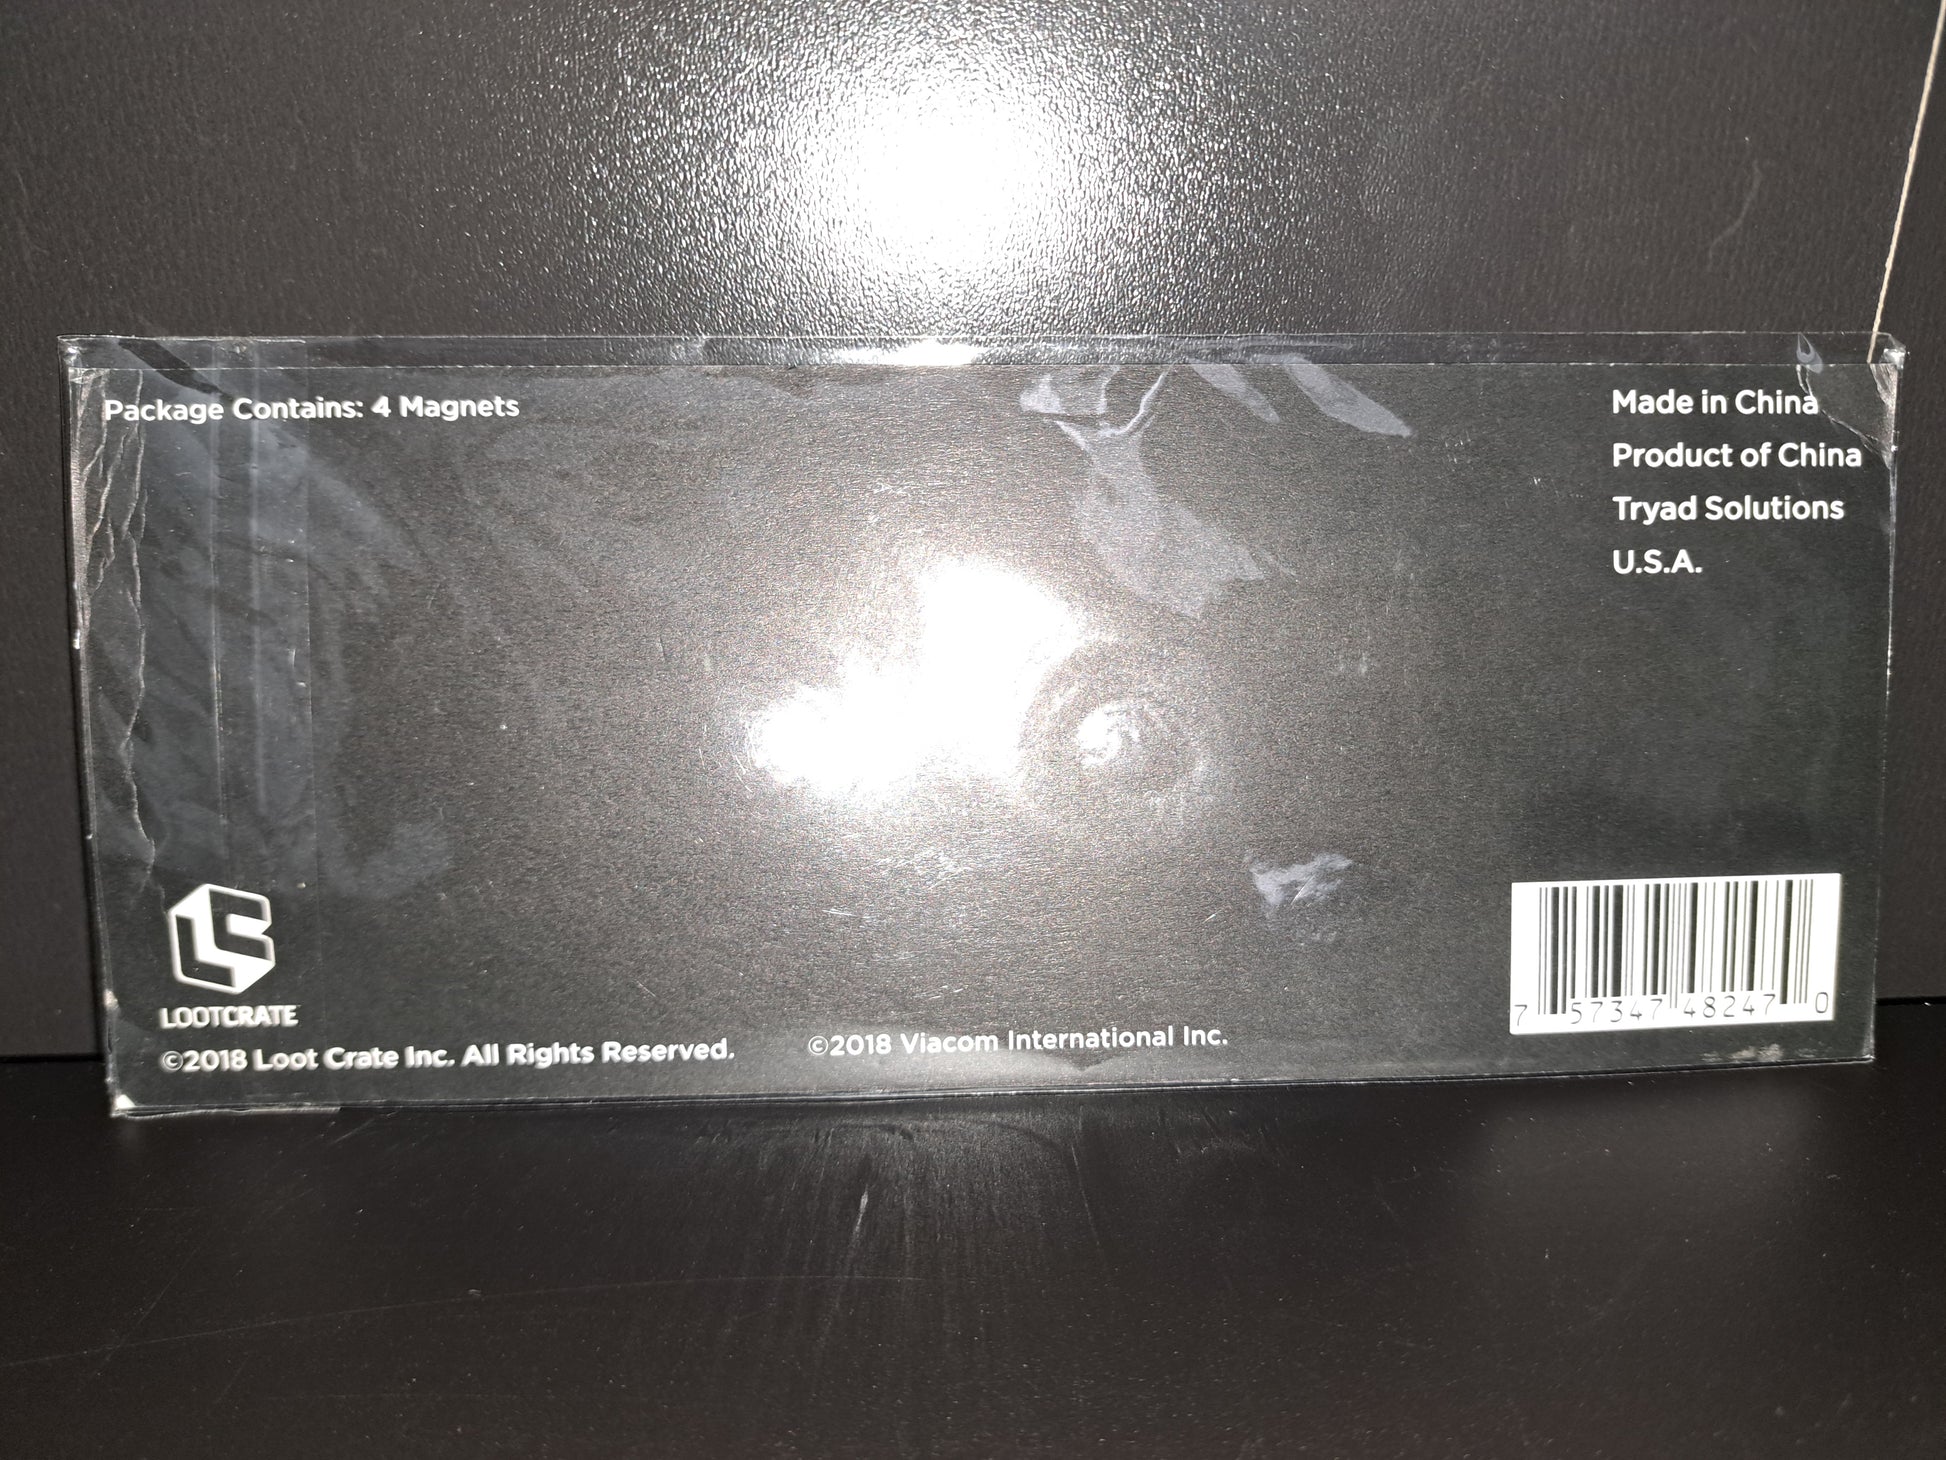 Package Contains: 4 Magnets
Made in China
Product of China
Tryad Solutions
U.S.A.
LS
LOOTCRATE
©2018 Loot Crate Inc. All Rights Reserved.
©2018 Viacom International Inc.
7 57347 48247 0